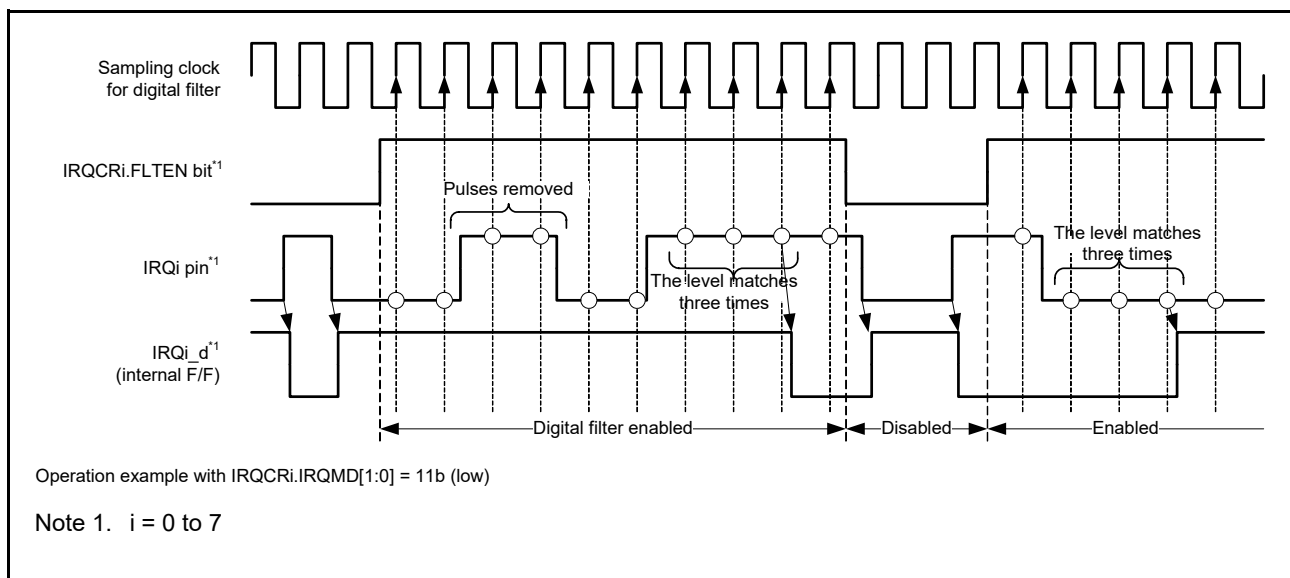 Sampling clock
for digital filter
IRQCRi.FLTEN bit*1
Pulses removed
IRQi pin*1
The level matches
three times
The level matches
three times
IRQi_d*1
(internal F/F)
Digital filter enabled
Disabled
Enabled
Operation example with IRQCRi.IRQMD[1:0] = 11b (low)
Note 1. i = 0 to 7